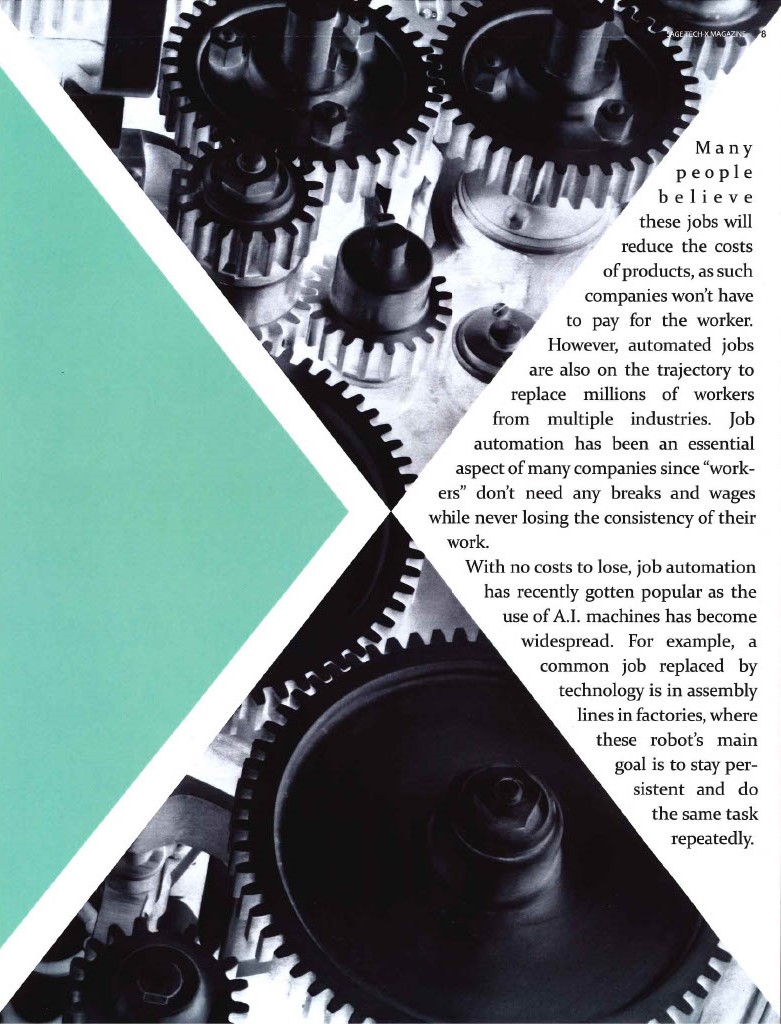 SAGE TECH-X MAGAZINE 8
Many
people
believe
these jobs will
reduce the costs
of products, as such
companies won't have
to pay for the worker.
However, automated jobs
are also on the trajectory to
replace millions of workers
from multiple industries. Job
automation has been an essential
aspect of many companies since "work-
ers" don't need any breaks and wages
while never losing the consistency of their
work.
With no costs to lose, job automation
has recently gotten popular as the
use of A.I. machines has become
widespread. For example, a
common job replaced by
technology is in assembly
lines in factories, where
these robot's main
goal is to stay per-
sistent and do
the same task
repeatedly.